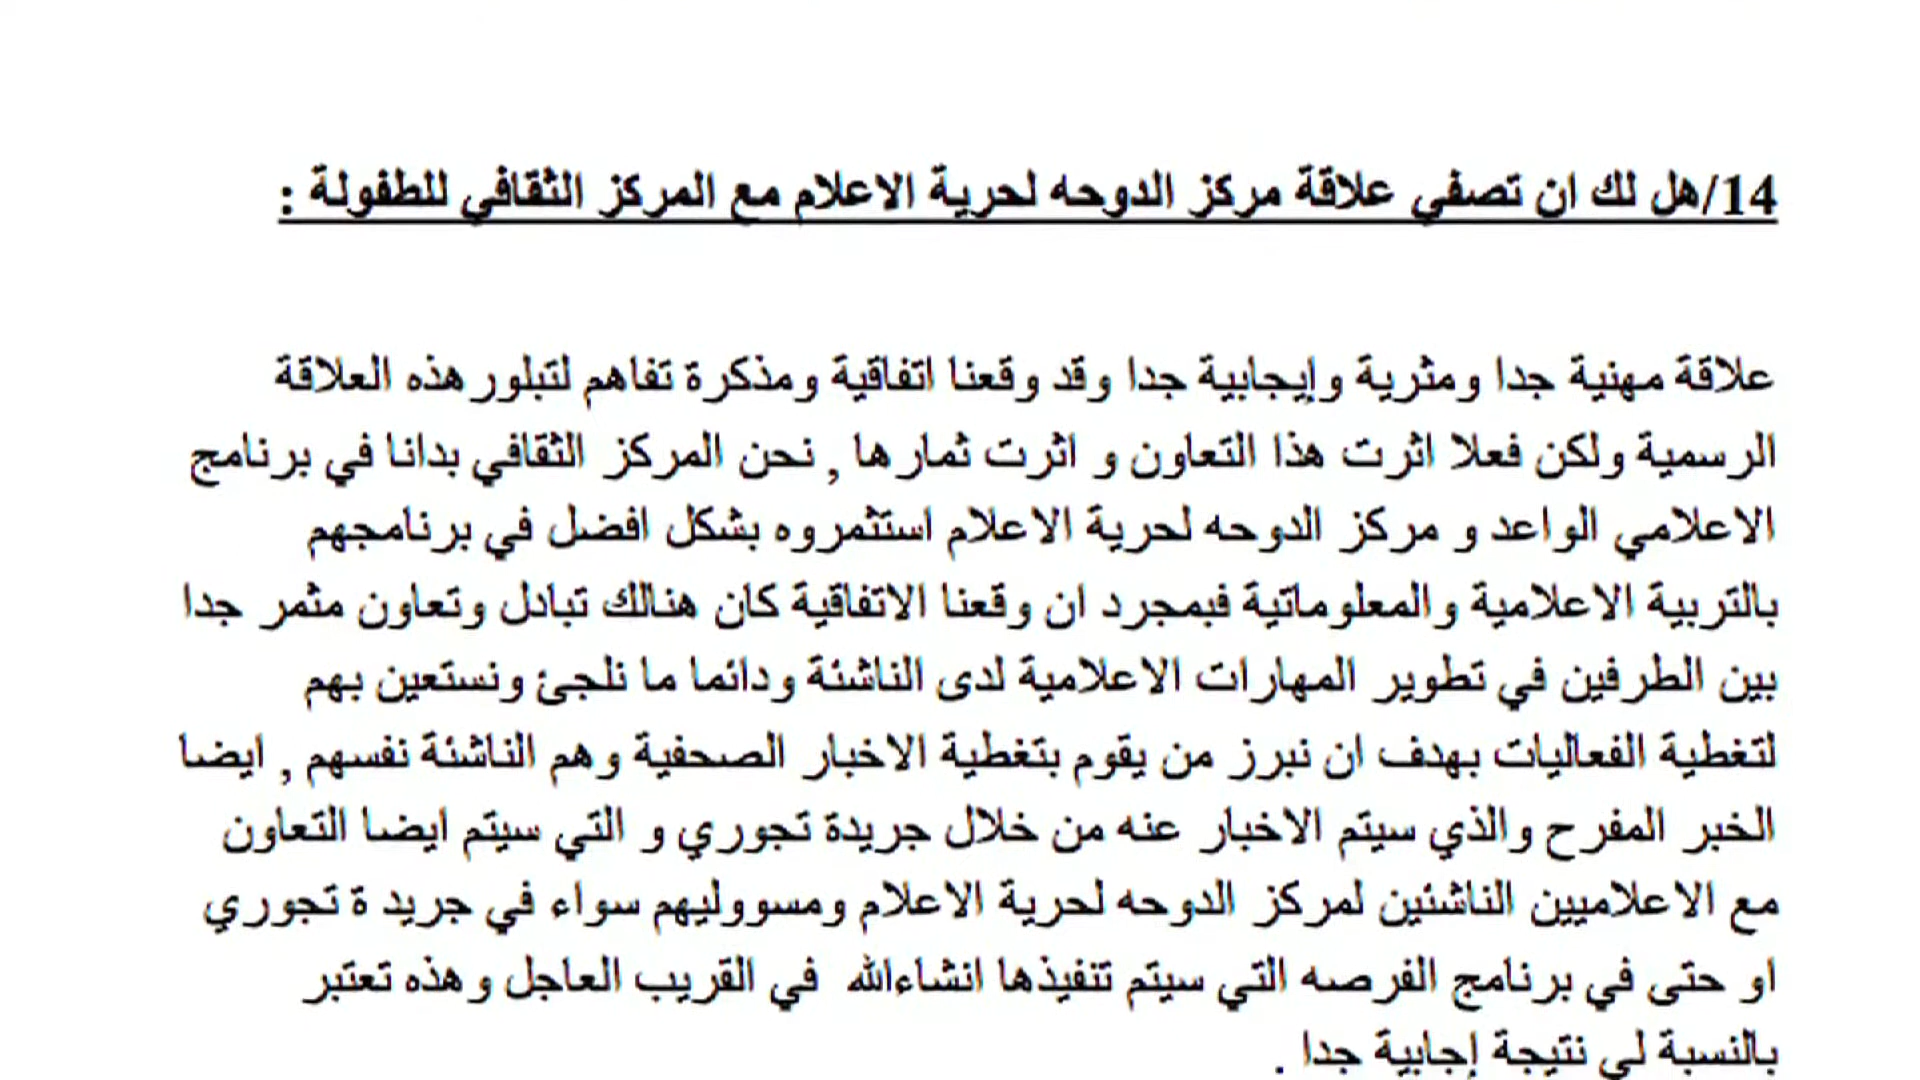 14/هل لك ان تصفي علاقة مركز الدوحه لحرية الاعلام مع المركز الثقافي للطفولة :
علاقة مهنية جدا ومثرية وإيجابية جدا وقد وقعنا اتفاقية ومذكرة تفاهم لتبلور هذه العلاقة
الرسمية ولكن فعلا اثرت هذا التعاون و اثرت ثمارها , نحن المركز الثقافي بدانا في برنامج
الاعلامي الواعد و مركز الدوحه لحرية الاعلام استثمروه بشكل افضل في برنامجهم
بالتربية الاعلامية والمعلوماتية فبمجرد ان وقعنا الاتفاقية كان هنالك تبادل وتعاون مثمر جدا
بين الطرفين في تطوير المهارات الاعلامية لدى الناشئة ودائما ما نلجئ ونستعين بهم
لتغطية الفعاليات بهدف ان نبرز من يقوم بتغطية الاخبار الصحفية وهم الناشئة نفسهم , ايضا
الخبر المفرح والذي سيتم الاخبار عنه من خلال جريدة تجوري و التي سيتم ايضا التعاون
مع الاعلاميين الناشئين لمركز الدوحه لحرية الاعلام ومسووليهم سواء في جريد ة تجوري
او حتى في برنامج الفرصه التي سيتم تنفيذها انشاءالله في القريب العاجل وهذه تعتبر
بالنسبة لي نتيجة إجابية جدا .